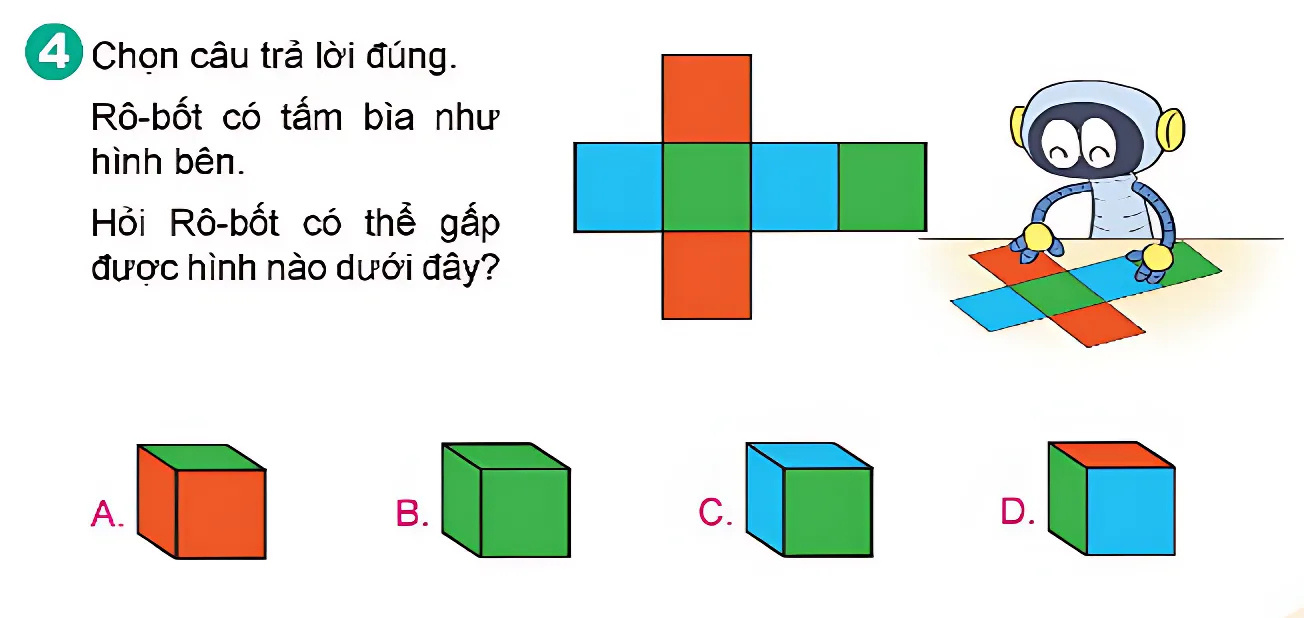 4 Chọn câu trả lời đúng.
Rô-bốt có tấm bìa như
hình bên.
Hỏi Rô-bốt có thể gấp
được hình nào dưới đây?
A. B. C. D.